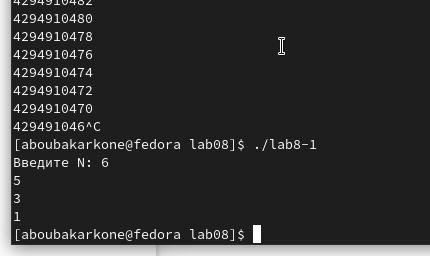 4294910482
4294910480
4294910478
4294910476
4294910474
4294910472
4294910470
429491046^C
[aboubakarkone@fedora lab08]$ ./lab8-1
Введите N: 6
5
3
1
[aboubakarkone@fedora lab08]$